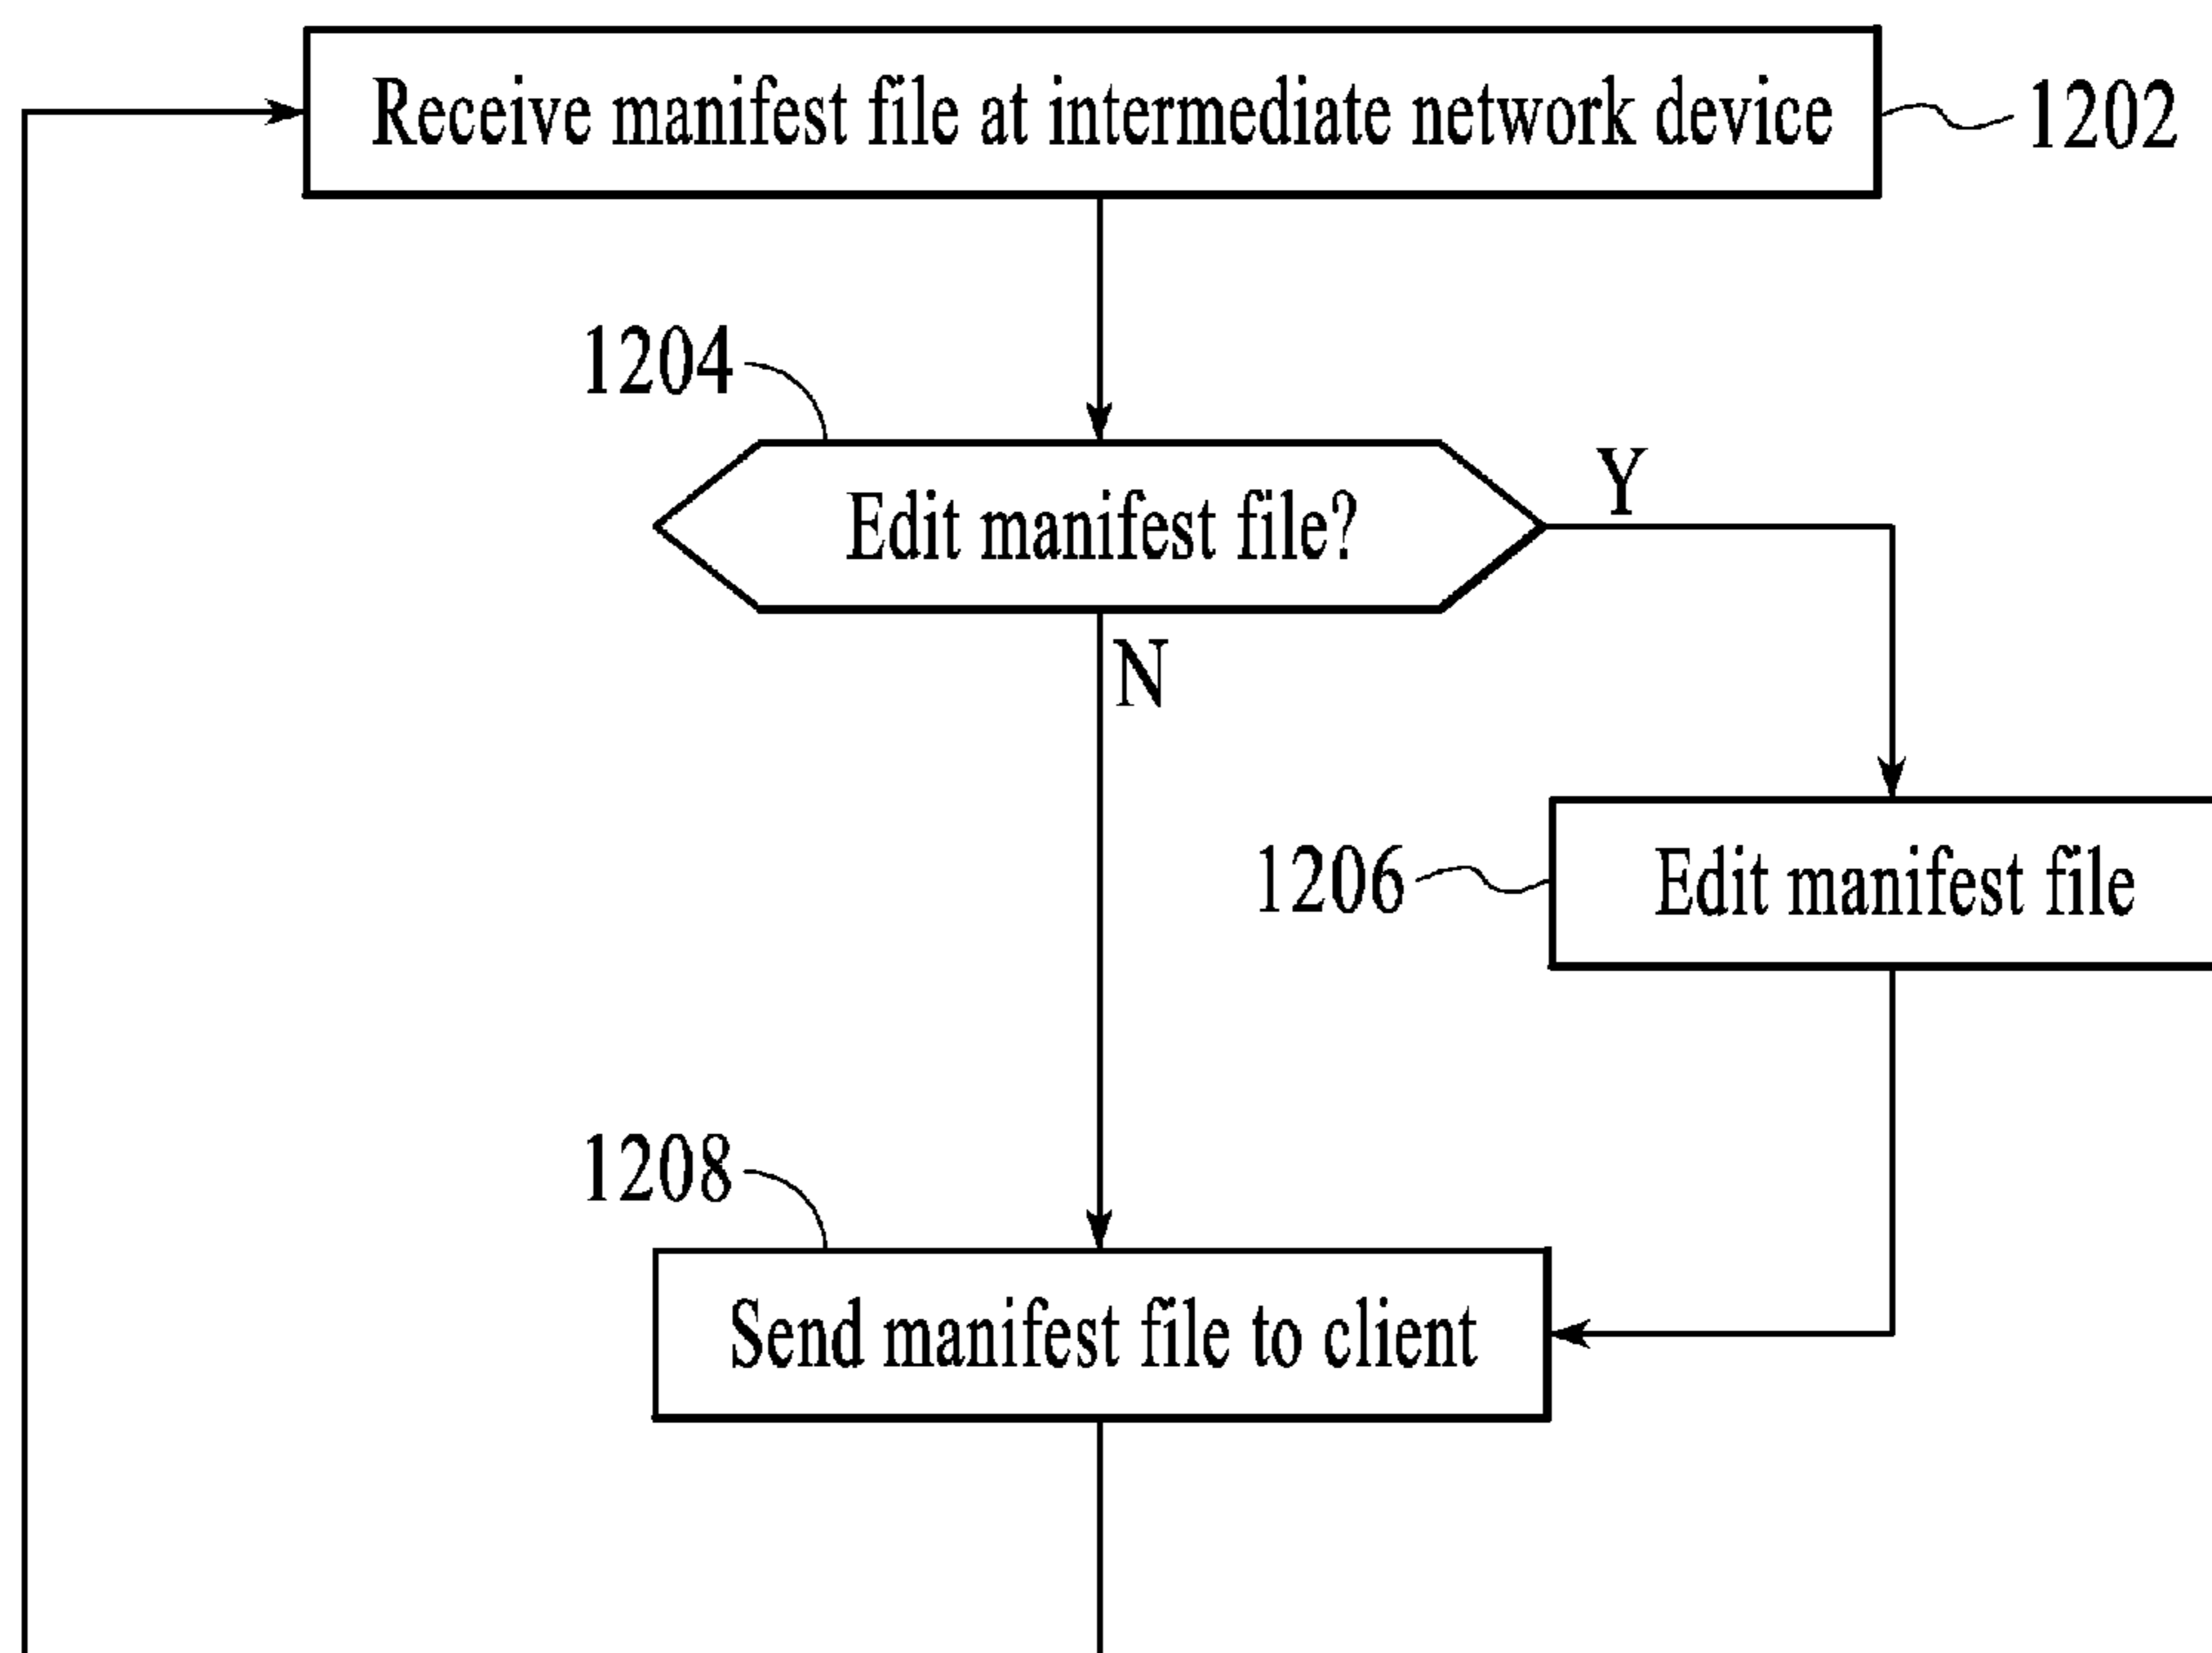 Receive manifest file at intermediate network device
1202
1204
Edit manifest file?
Y
N
1206
Edit manifest file
1208
Send manifest file to client